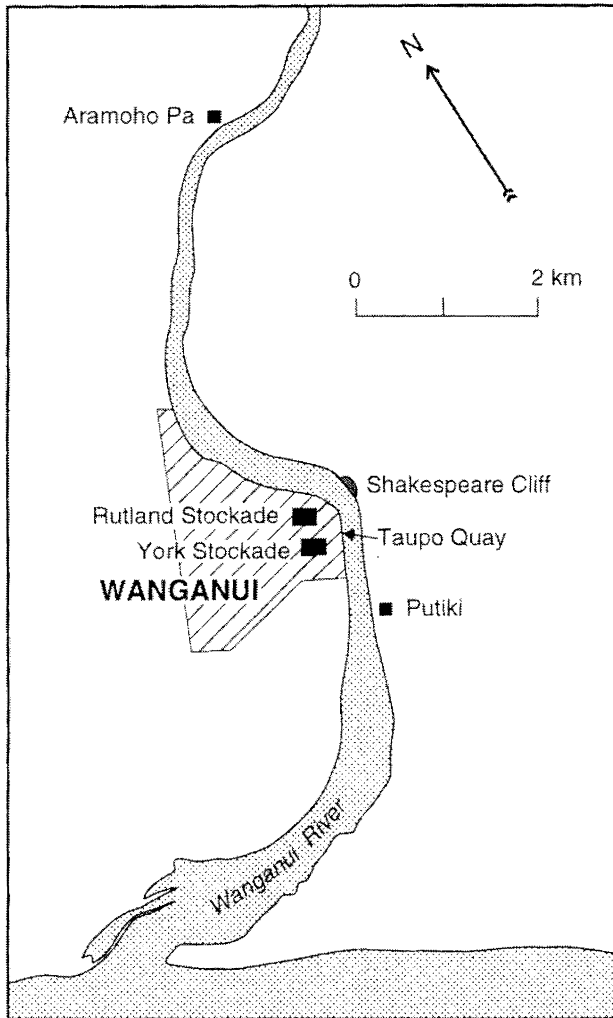 N
Aramoho Pa
0 2 km
Shakespeare Cliff
Rutland Stockade
Taupo Quay
York Stockade
WANGANUI
Putiki
Wanganui River